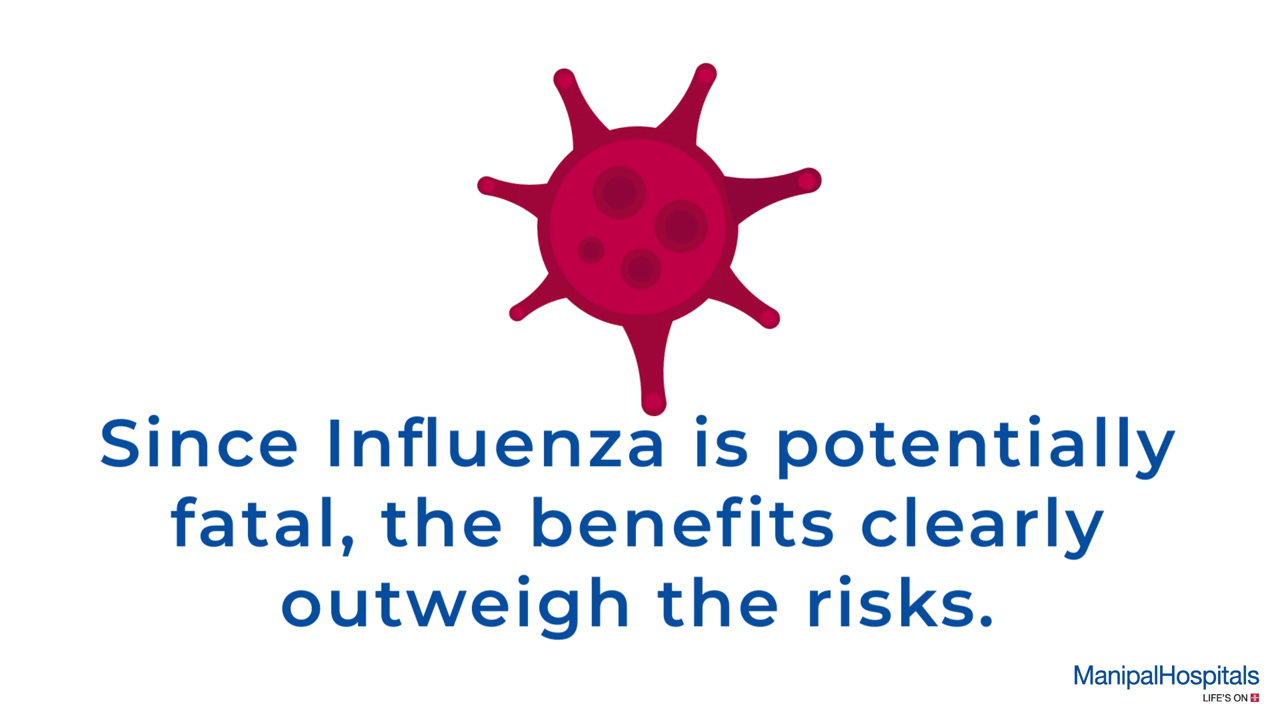 Since Influenza is potentially
fatal, the benefits clearly
outweigh the risks.
ManipalHospitals
LIFE'S ON